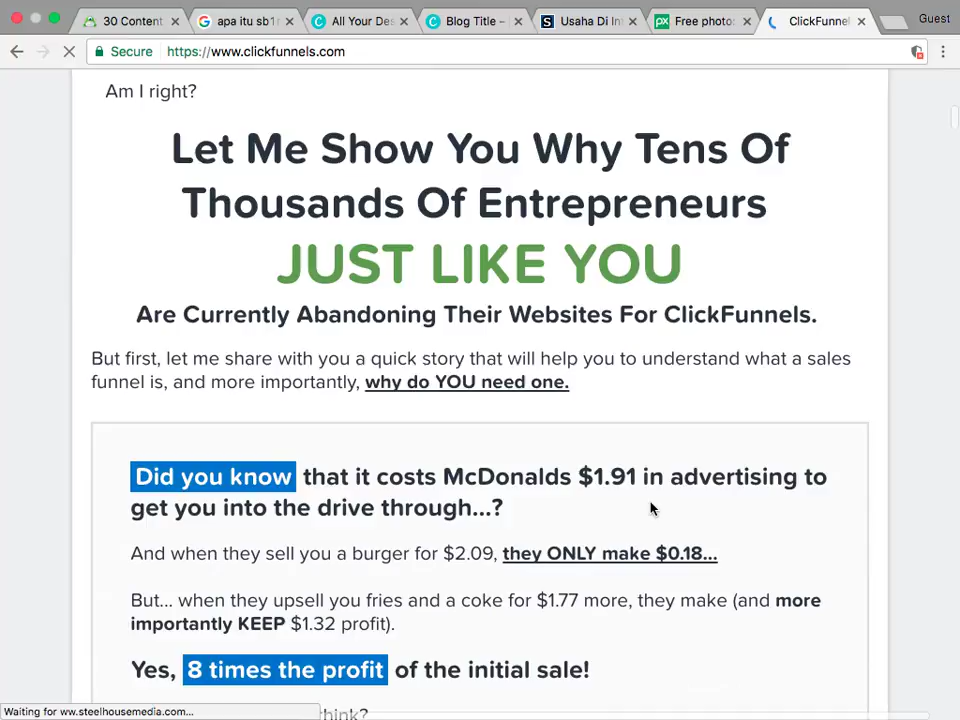 30 Content
apa itu sb1
All Your Des
Blog Title –
Usaha Di In
Free photo
ClickFunnel
Guest
Secure
https://www.clickfunnels.com
Am I right?
Let Me Show You Why Tens Of
Thousands Of Entrepreneurs
JUST LIKE YOU
Are Currently Abandoning Their Websites For ClickFunnels.
But first, let me share with you a quick story that will help you to understand what a sales
funnel is, and more importantly, why do YOU need one.
Did you know that it costs McDonalds $1.91 in advertising to
get you into the drive through...?
And when they sell you a burger for $2.09, they ONLY make $0.18...
But... when they upsell you fries and a coke for $1.77 more, they make (and more
importantly KEEP $1.32 profit).
Yes, 8 times the profit of the initial sale!
Waiting for ww.steelhousemedia.com...